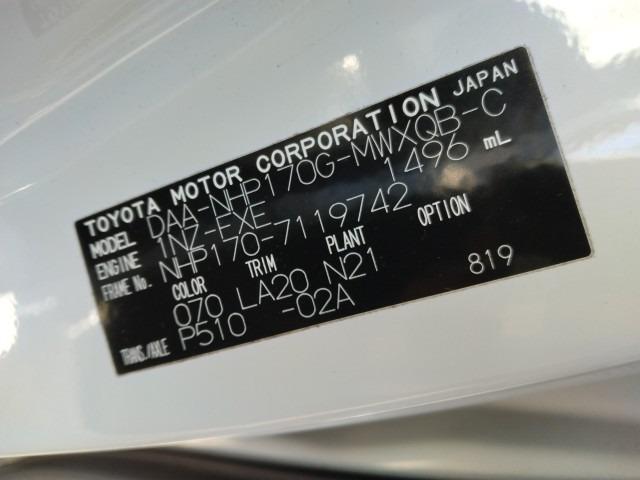 TOYOTA MOTOR CORPORATION JAPAN
MODEL DAA-NHP170G-MWXQB-C
ENGINE 1NZ-FXE 1496 mL
FRAME No. NHP170-7119742
COLOR TRIM PLANT OPTION
070 LA20 N21 819
TRANS./AXLE P510 -02A